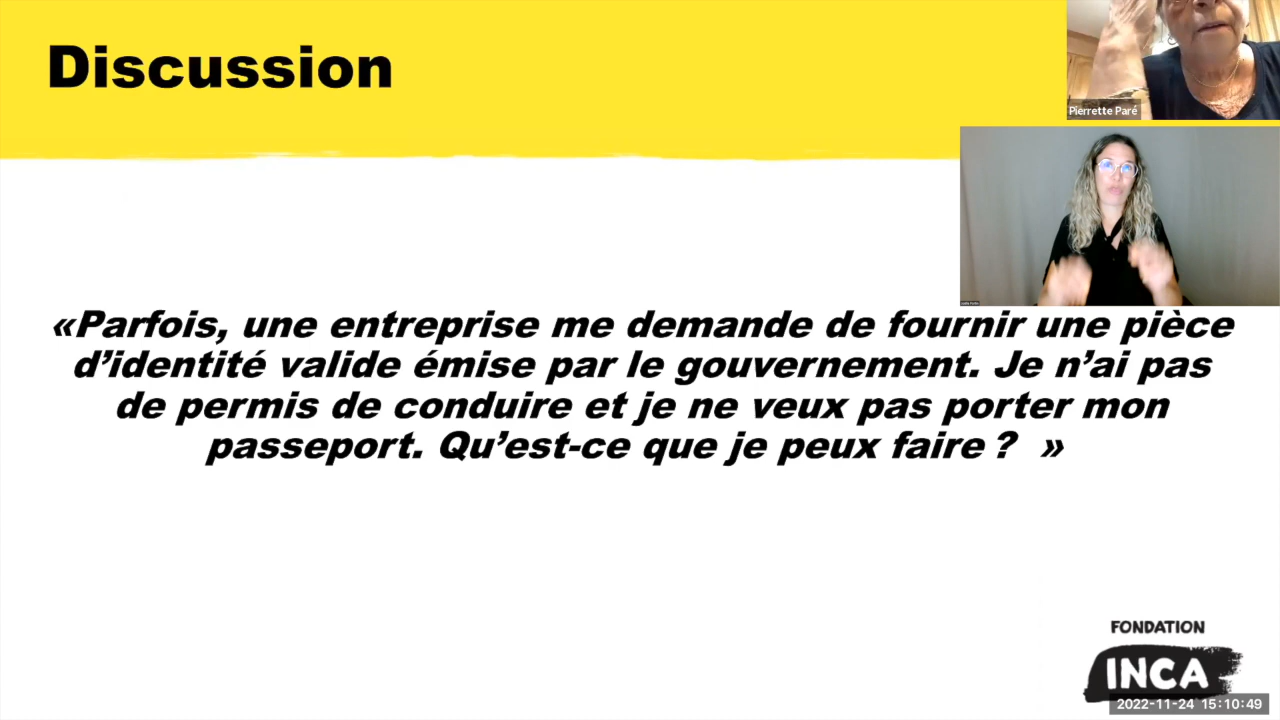 Discussion
Pierrette Paré
«Parfois, une entreprise me demande de fournir une pièce
d’identité valide émise par le gouvernement. Je n’ai pas
de permis de conduire et je ne veux pas porter mon
passeport. Qu’est-ce que je peux faire ?  »
FONDATION
INCA
2022-11-24 15:10:49